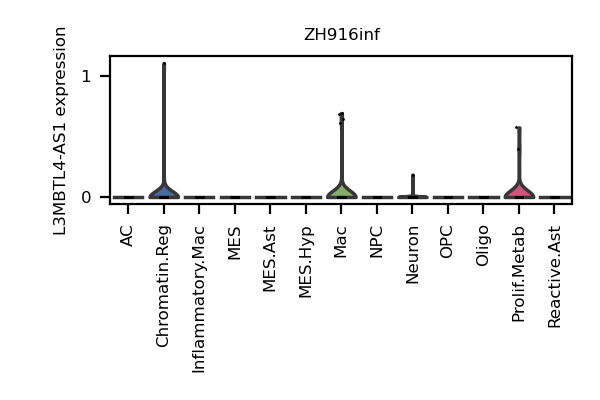 ZH916inf
L3MBTL4-AS1 expression
1
0
AC
Chromatin.Reg
Inflammatory.Mac
MES
MES.Ast
MES.Hyp
Mac
NPC
Neuron
OPC
Oligo
Prolif.Metab
Reactive.Ast